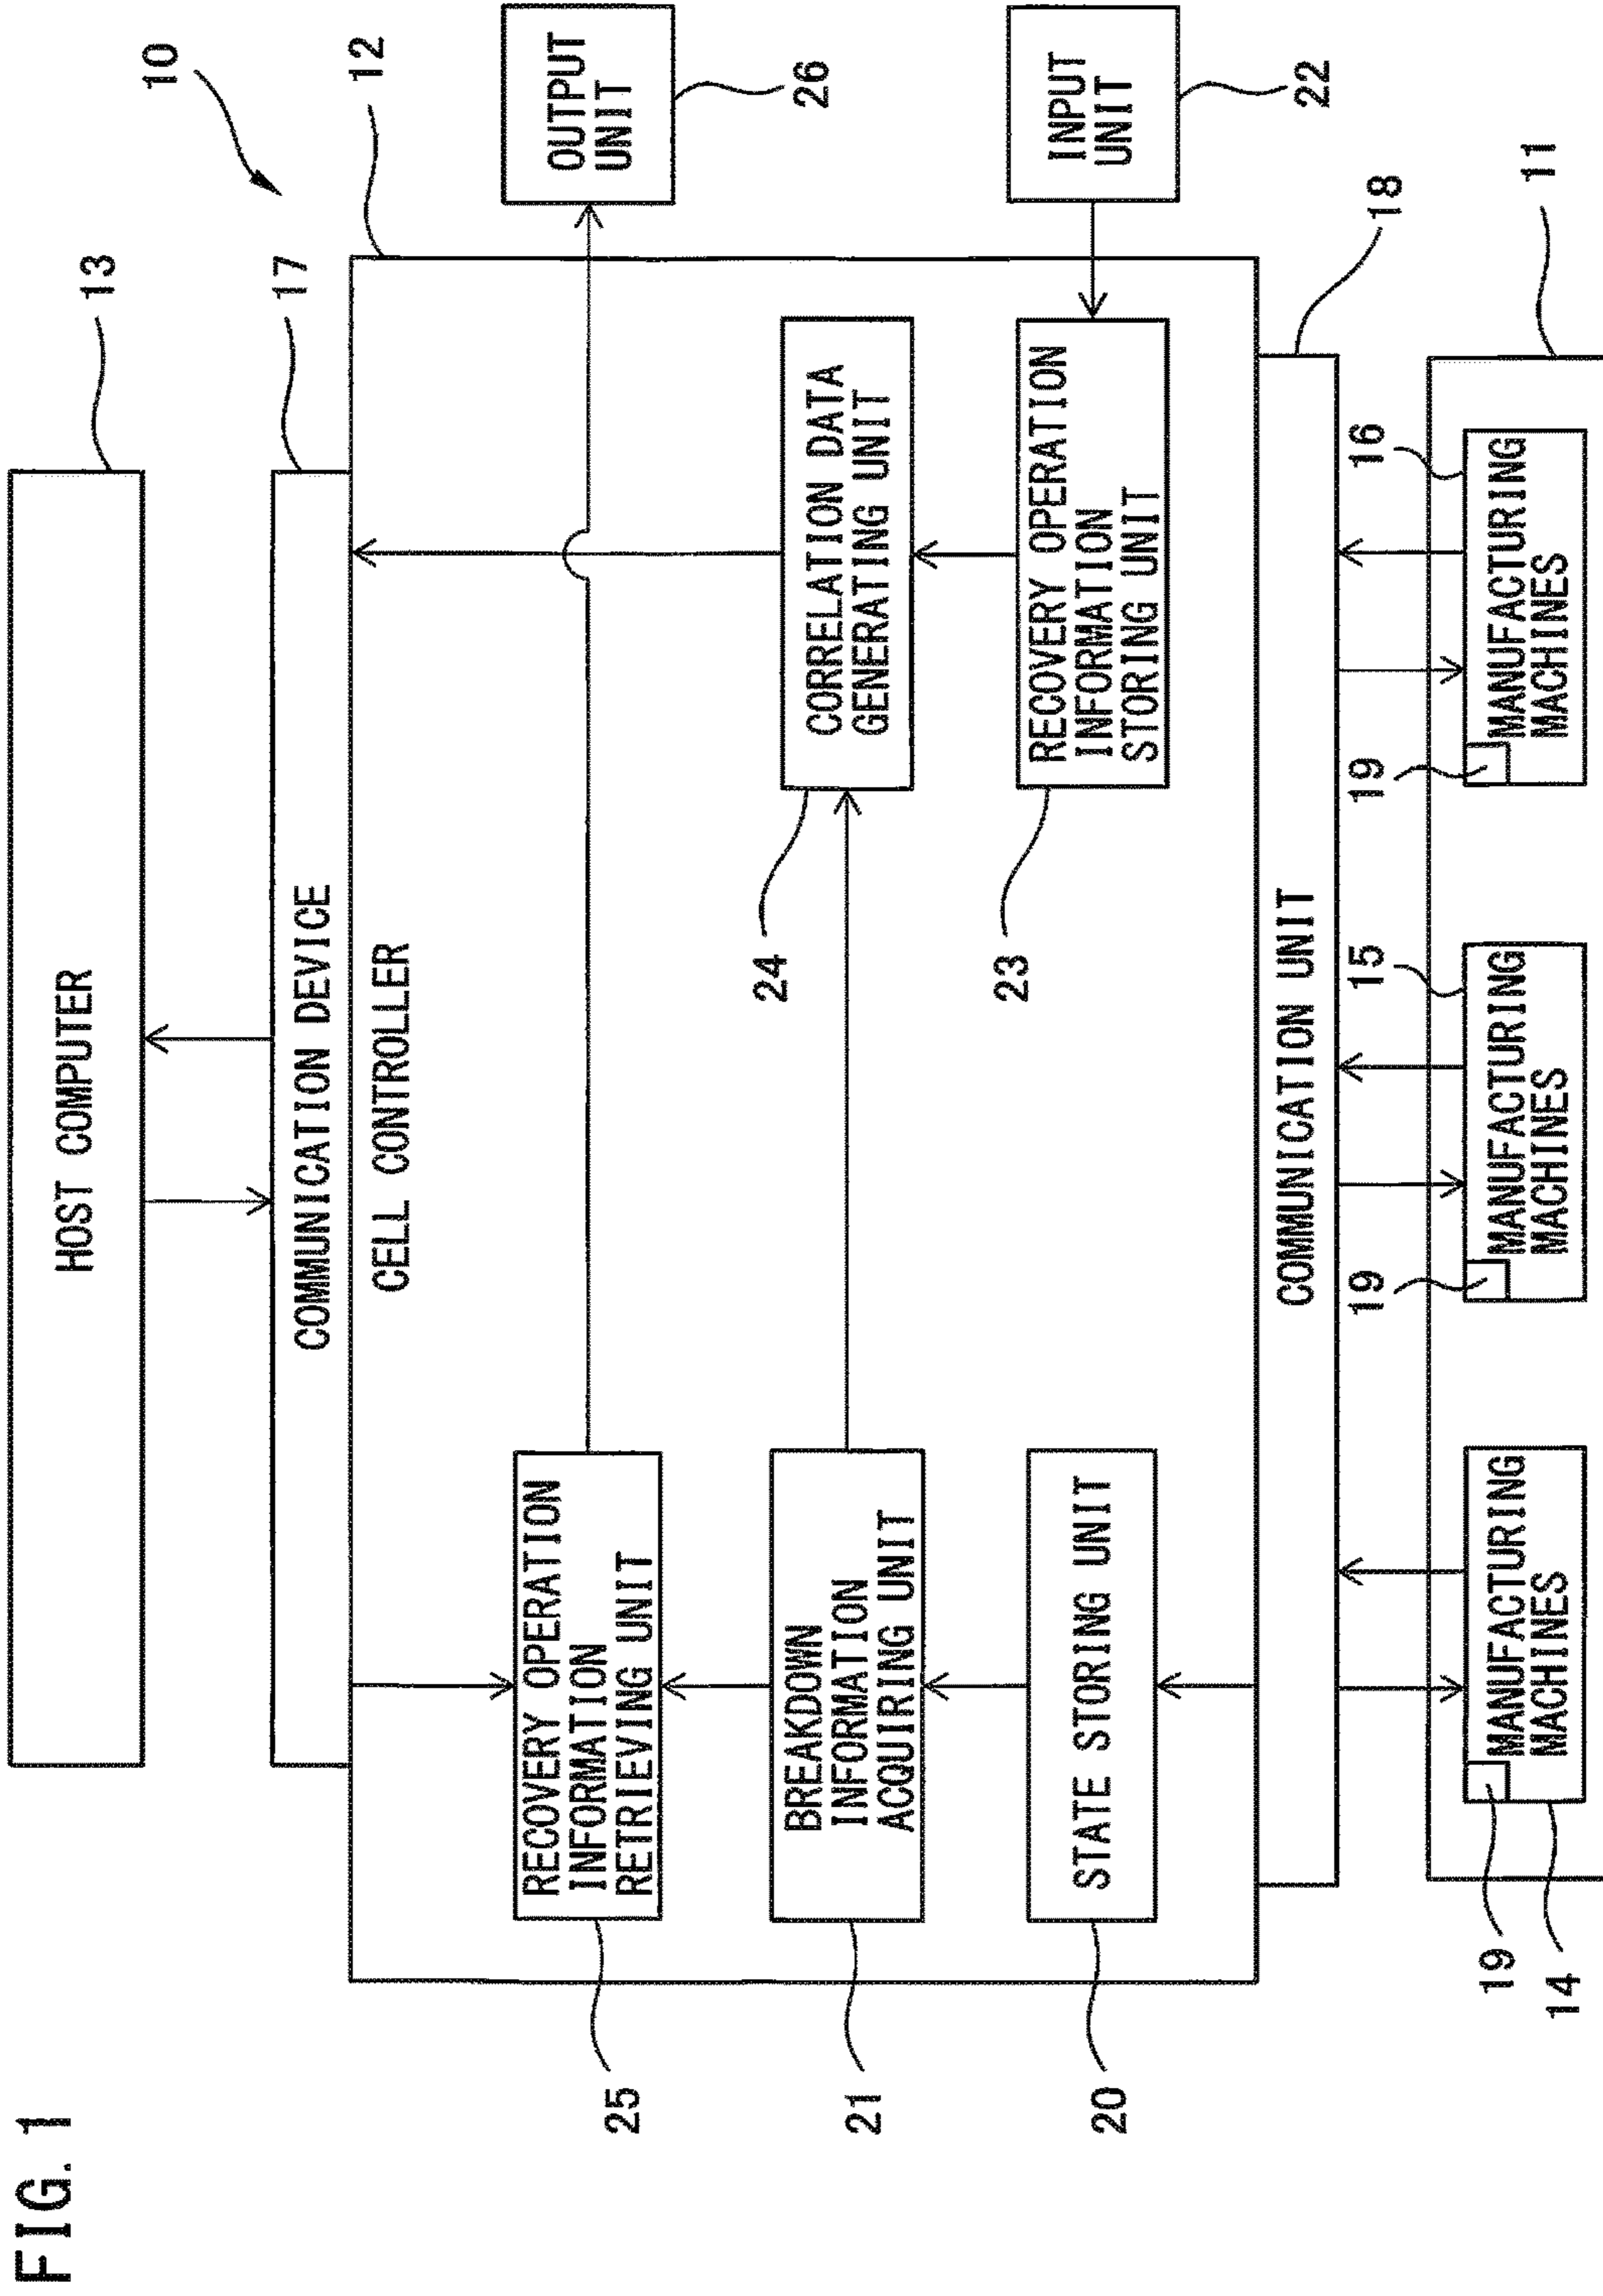 FIG. 1
10
13
HOST COMPUTER
17
COMMUNICATION DEVICE
12
CELL CONTROLLER
25
RECOVERY OPERATION
INFORMATION
RETRIEVING UNIT
OUTPUT
UNIT
26
21
BREAKDOWN
INFORMATION
ACQUIRING UNIT
24
CORRELATION DATA
GENERATING UNIT
20
STATE STORING UNIT
23
RECOVERY OPERATION
INFORMATION
STORING UNIT
INPUT
UNIT
22
COMMUNICATION UNIT
18
19
14
MANUFACTURING
MACHINES
19
15
MANUFACTURING
MACHINES
19
16
MANUFACTURING
MACHINES
11